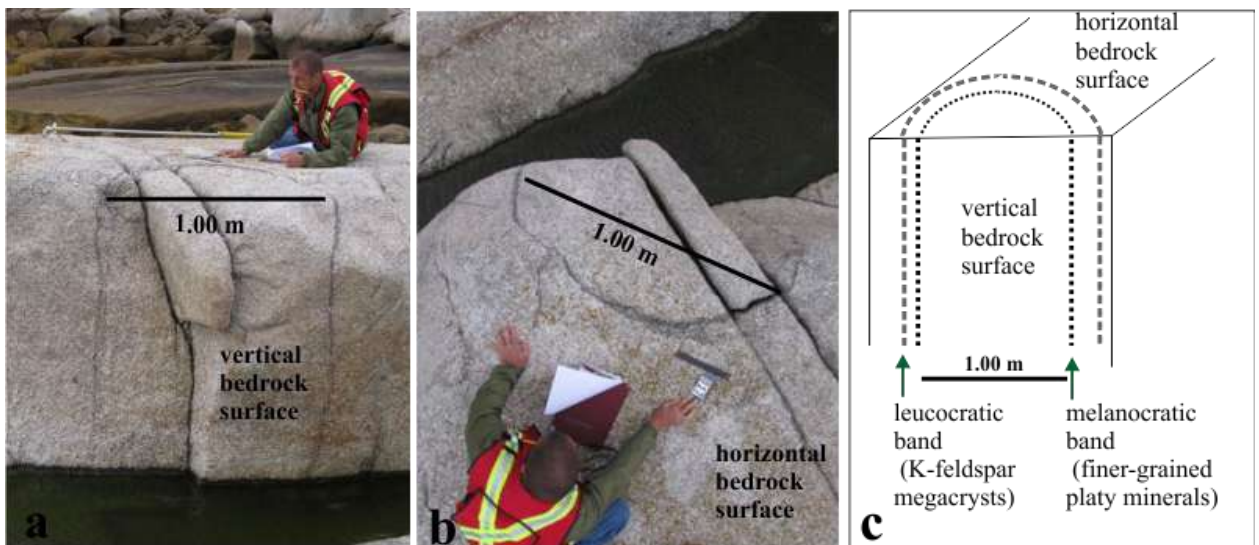 1.00 m
vertical
bedrock
surface
a
1.00 m
horizontal
bedrock
surface
b
horizontal
bedrock
surface
vertical
bedrock
surface
1.00 m
leucocratic
band
(K-feldspar
megacrysts)
melanocratic
band
(finer-grained
platy minerals)
c